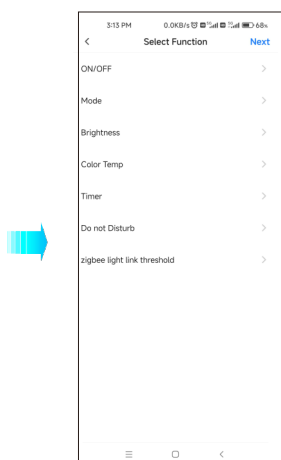 3:13 PM 0.0KB/s 68%
Select Function Next
ON/OFF
Mode
Brightness
Color Temp
Timer
Do not Disturb
zigbee light link threshold